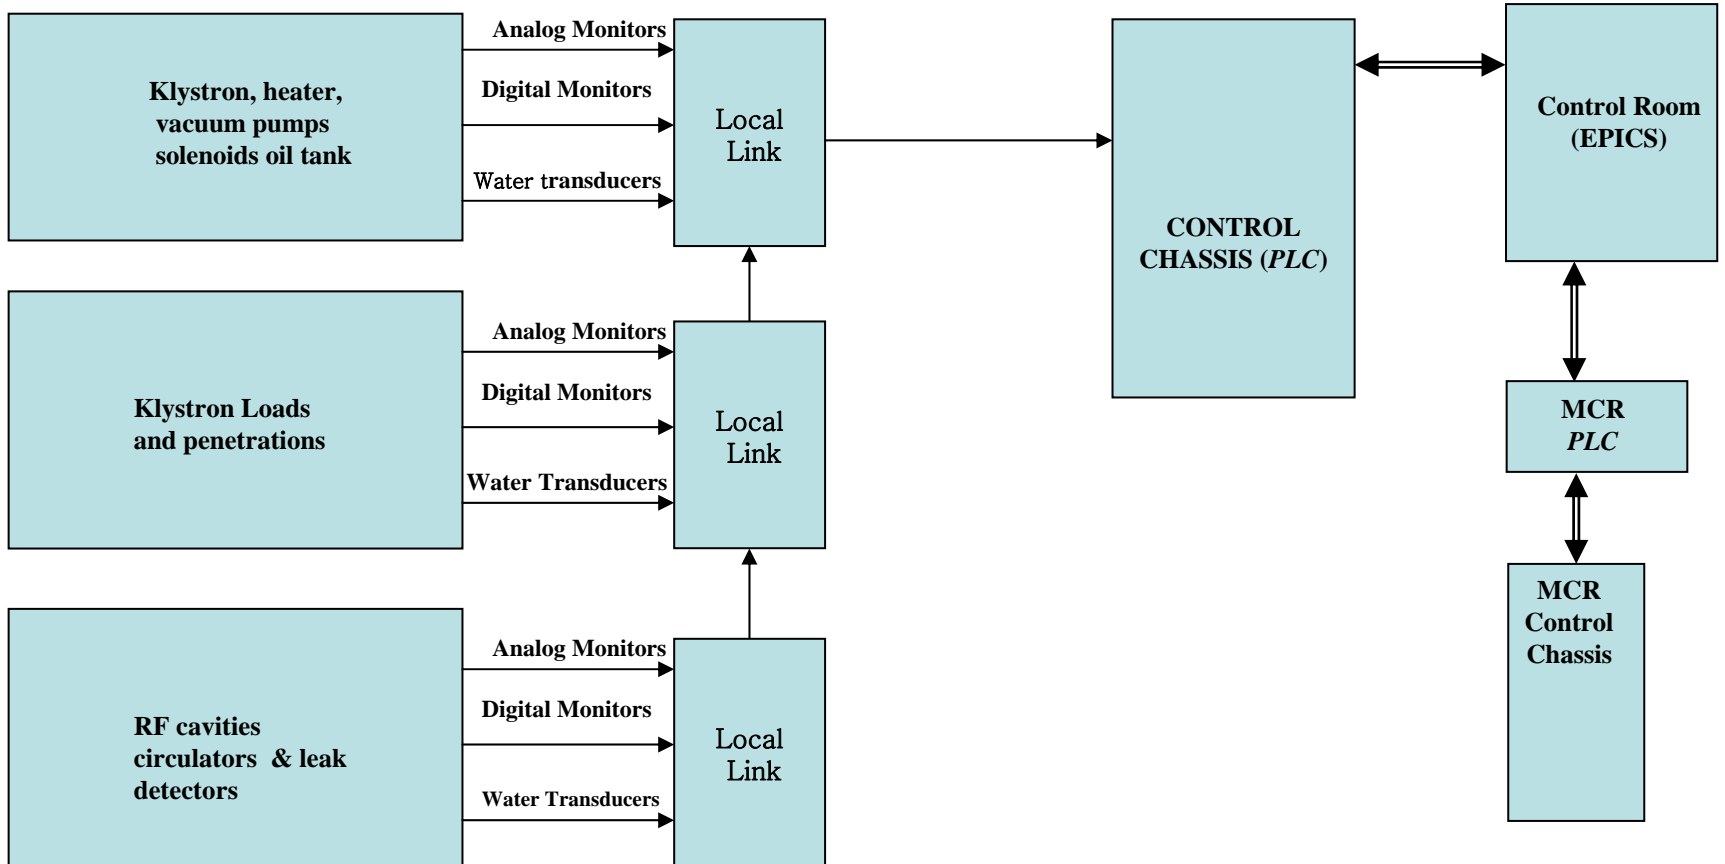 Analog Monitors
Klystron, heater,
vacuum pumps
solenoids oil tank
Digital Monitors
Water transducers
Local
Link
CONTROL
CHASSIS (PLC)
Control Room
(EPICS)
Analog Monitors
Klystron Loads
and penetrations
Digital Monitors
Water Transducers
Local
Link
MCR
PLC
MCR
Control
Chassis
Analog Monitors
RF cavities
circulators & leak
detectors
Digital Monitors
Water Transducers
Local
Link